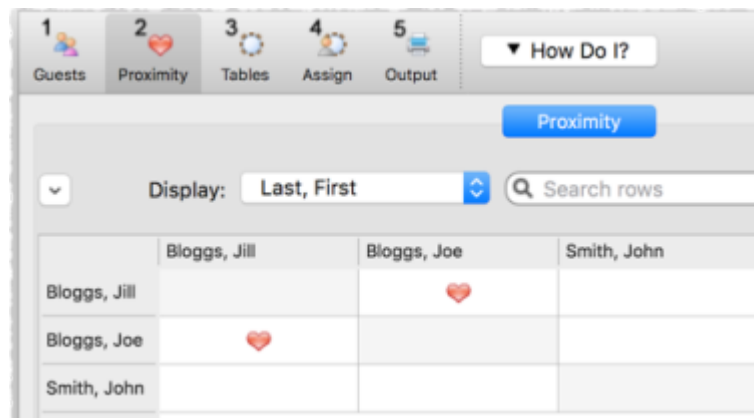 1 2 3 4 5
Guests Proximity Tables Assign Output ▼ How Do I?
Proximity
Display: Last, First Search rows
Bloggs, Jill Bloggs, Joe Smith, John
Bloggs, Jill
Bloggs, Joe
Smith, John